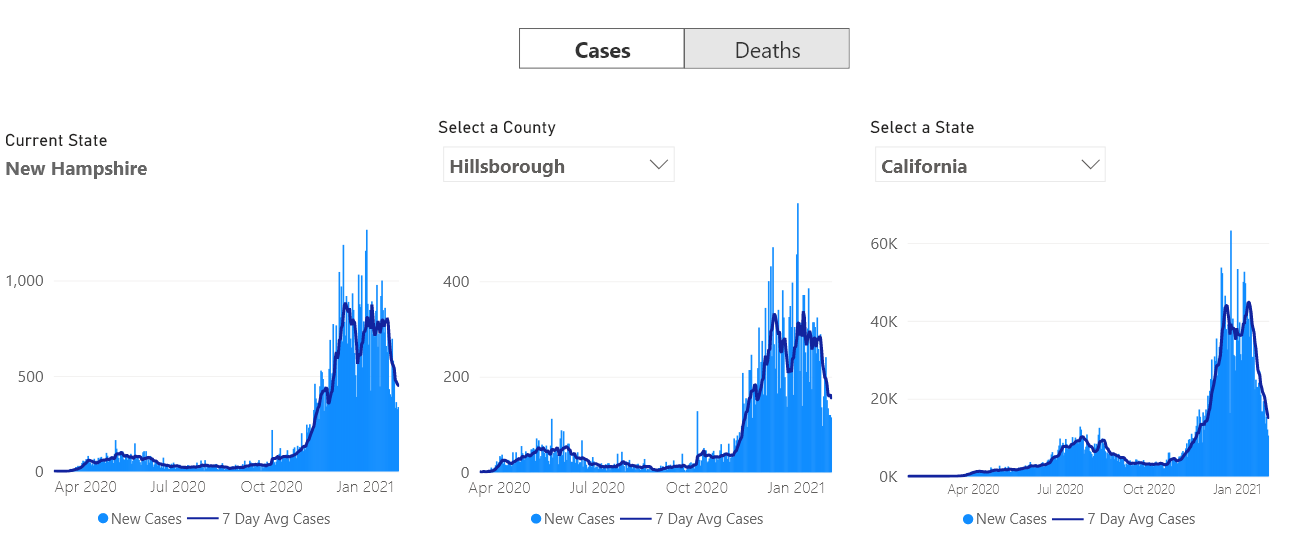 Cases Deaths
Current State
New Hampshire
1,000
500
0
Apr 2020 Jul 2020 Oct 2020 Jan 2021
New Cases 7 Day Avg Cases
Select a County
Hillsborough
400
200
0
Apr 2020 Jul 2020 Oct 2020 Jan 2021
New Cases 7 Day Avg Cases
Select a State
California
60K
40K
20K
0K
Apr 2020 Jul 2020 Oct 2020 Jan 2021
New Cases 7 Day Avg Cases